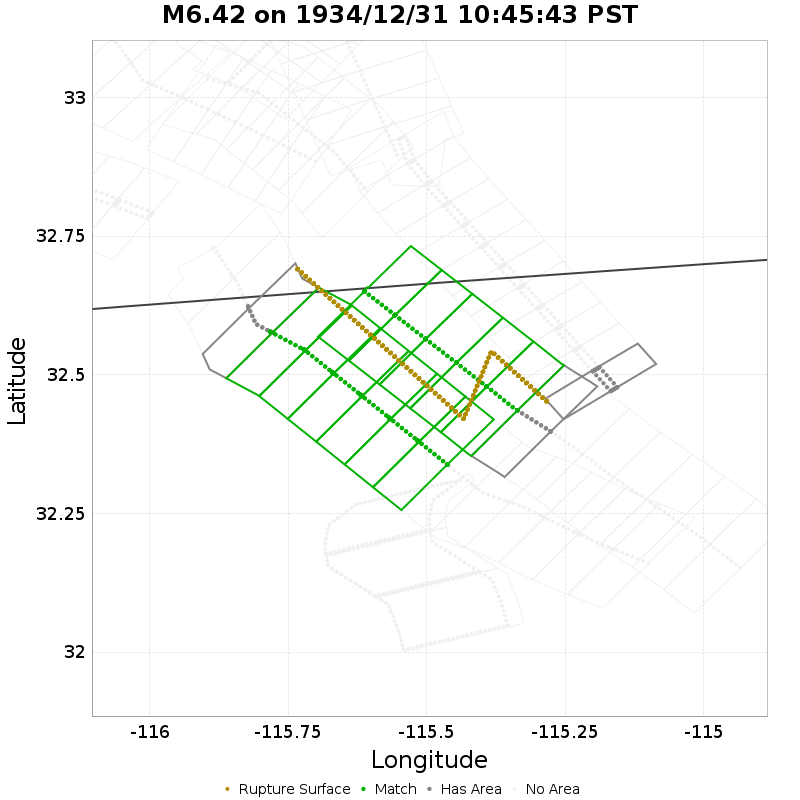 M6.42 on 1934/12/31 10:45:43 PST
33
32.75
32.5
32.25
32
Latitude
-116
-115.75
-115.5
-115.25
-115
Longitude
Rupture Surface
Match
Has Area
No Area